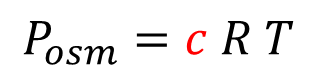 P_osm = c R T